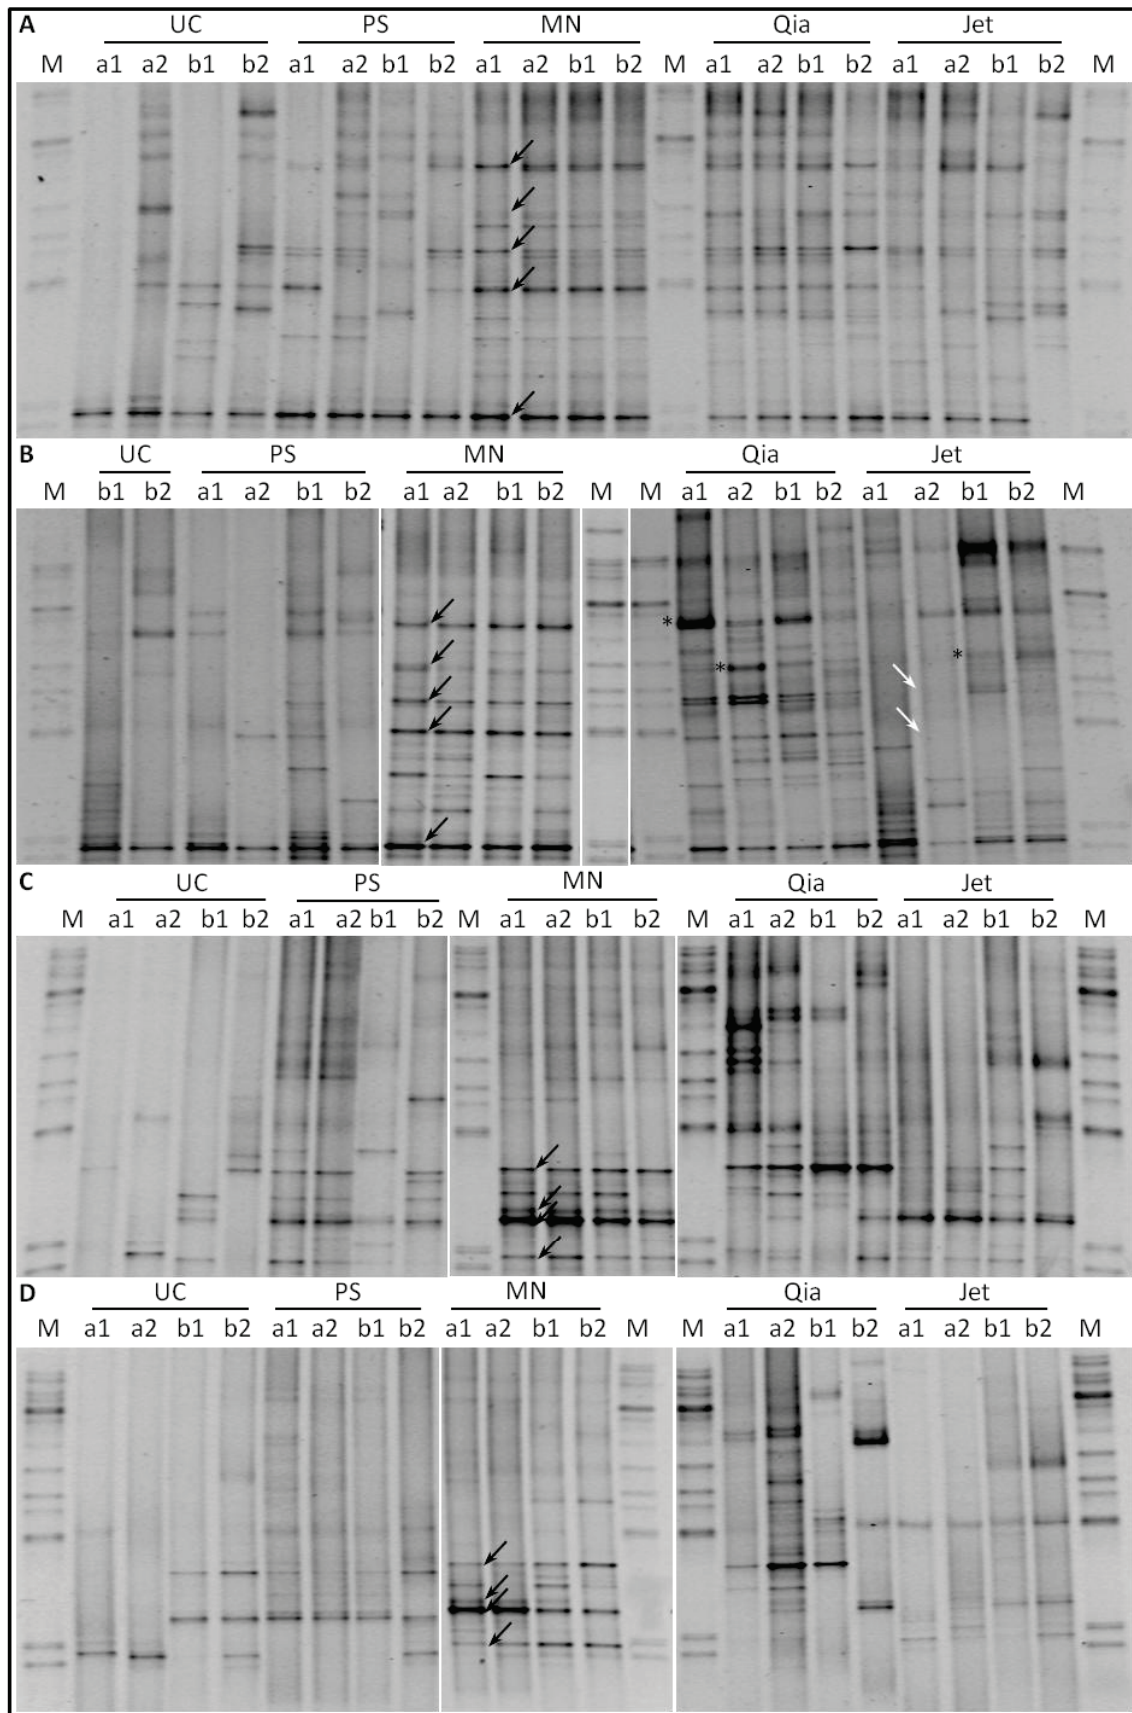 A UC PS MN Qia Jet
M a1 a2 b1 b2 a1 a2 b1 b2 a1 a2 b1 b2 M a1 a2 b1 b2 a1 a2 b1 b2 M
B UC PS MN Qia Jet
M b1 b2 a1 a2 b1 b2 a1 a2 b1 b2 M M a1 a2 b1 b2 a1 a2 b1 b2 M
* * *
C UC PS MN Qia Jet
M a1 a2 b1 b2 a1 a2 b1 b2 M a1 a2 b1 b2 M a1 a2 b1 b2 a1 a2 b1 b2 M
D UC PS MN Qia Jet
M a1 a2 b1 b2 a1 a2 b1 b2 a1 a2 b1 b2 M M a1 a2 b1 b2 a1 a2 b1 b2 M